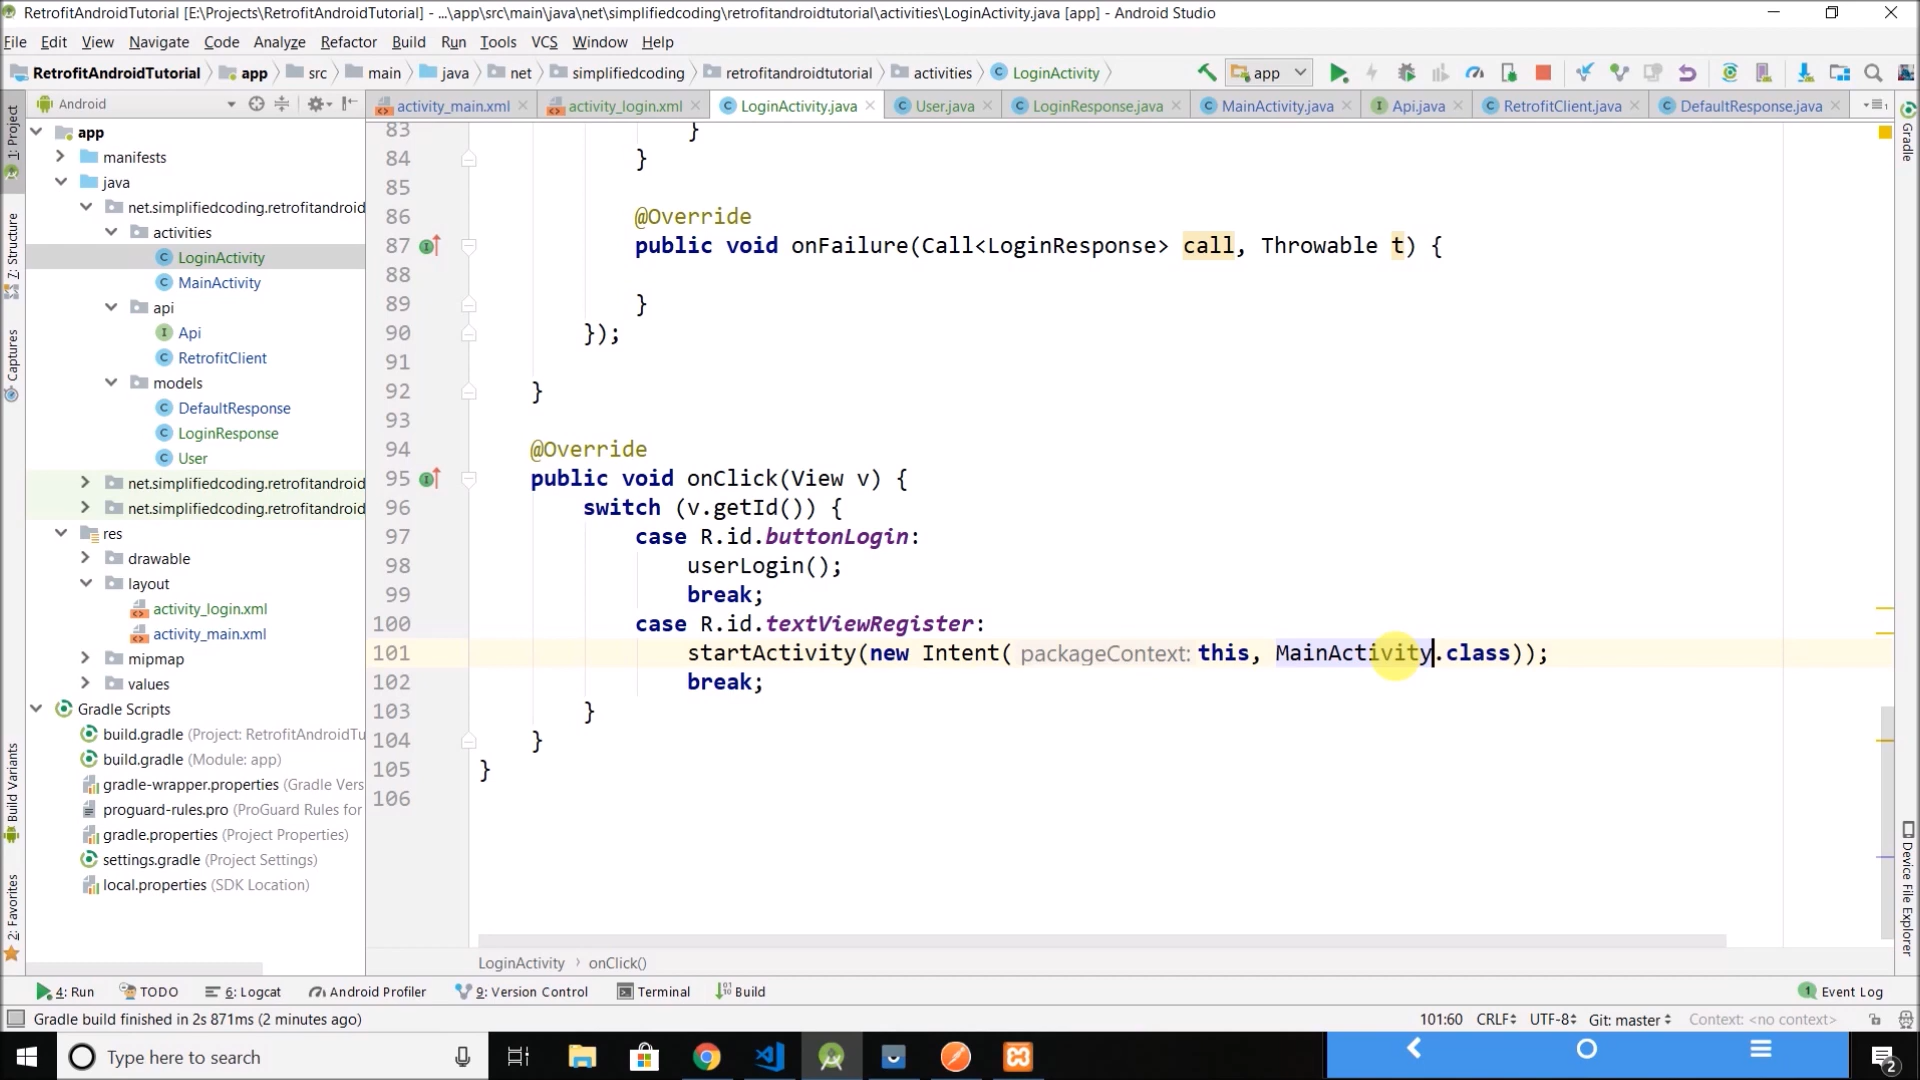 RetrofitAndroidTutorial [E:\Projects\RetrofitAndroidTutorial] - ...\app\src\main\java\net\simplifiedcoding\retrofitandroidtutorial\activities\LoginActivity.java [app] - Android Studio
File Edit View Navigate Code Analyze Refactor Build Run Tools VCS Window Help
RetrofitAndroidTutorial app src main java net simplifiedcoding retrofitandroidtutorial activities LoginActivity app
Android
activity_main.xml activity_login.xml LoginActivity.java User.java LoginResponse.java MainActivity.java Api.java RetrofitClient.java DefaultResponse.java
1: Project
7: Structure
Captures
Build Variants
2: Favorites
app
manifests
java
net.simplifiedcoding.retrofitandroid
activities
LoginActivity
MainActivity
api
Api
RetrofitClient
models
DefaultResponse
LoginResponse
User
net.simplifiedcoding.retrofitandroid
net.simplifiedcoding.retrofitandroid
res
drawable
layout
activity_login.xml
activity_main.xml
mipmap
values
Gradle Scripts
build.gradle (Project: RetrofitAndroidTu
build.gradle (Module: app)
gradle-wrapper.properties (Gradle Vers
proguard-rules.pro (ProGuard Rules for
gradle.properties (Project Properties)
settings.gradle (Project Settings)
local.properties (SDK Location)
83 }
84 }
85
86 @Override
87 public void onFailure(Call<LoginResponse> call, Throwable t) {
88
89 }
90 });
91
92 }
93
94 @Override
95 public void onClick(View v) {
96 switch (v.getId()) {
97 case R.id.buttonLogin:
98 userLogin();
99 break;
100 case R.id.textViewRegister:
101 startActivity(new Intent( packageContext: this, MainActivity.class));
102 break;
103 }
104 }
105 }
106
LoginActivity onClick()
Gradle
Device File Explorer
4: Run TODO 6: Logcat Android Profiler 9: Version Control Terminal Build 1 Event Log
Gradle build finished in 2s 871ms (2 minutes ago) 101:60 CRLF UTF-8 Git: master Context: <no context>
Type here to search 2